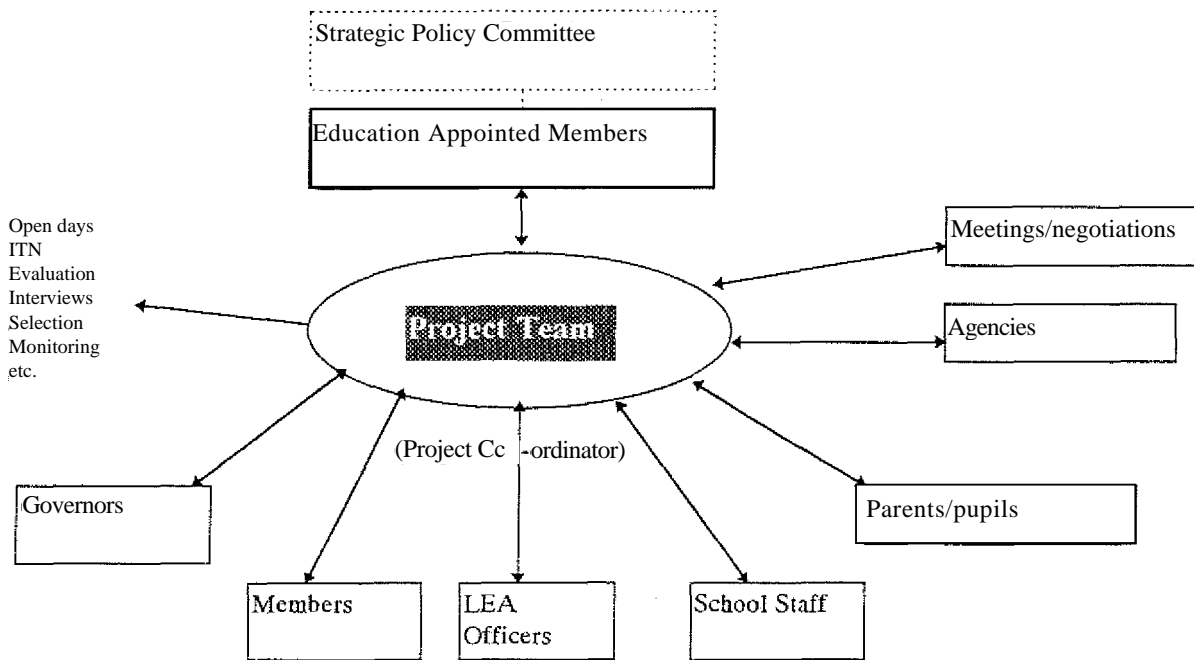 Strategic Policy Committee
Education Appointed Members
Open days
ITN
Evaluation
Interviews
Selection
Monitoring
etc.
Meetings/negotiations
Project Team
Agencies
(Project Cc -ordinator)
Governors
Parents/pupils
Members
LEA
Officers
School Staff